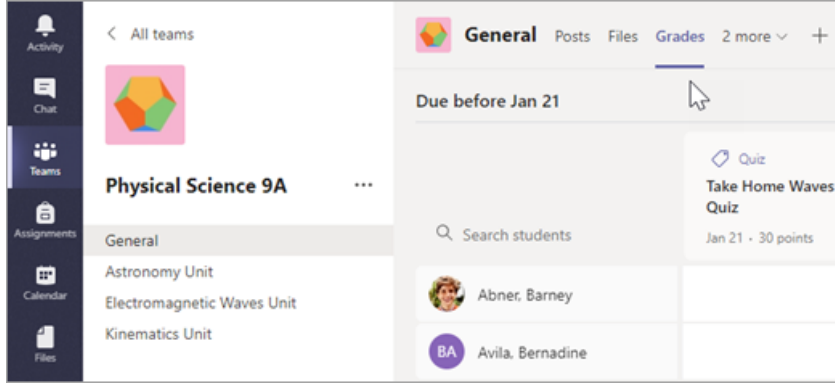 Activity
Chat
Teams
Assignments
Calendar
Files
All teams
Physical Science 9A
General
Astronomy Unit
Electromagnetic Waves Unit
Kinematics Unit
General Posts Files Grades 2 more
Due before Jan 21
Search students
Quiz
Take Home Waves
Quiz
Jan 21 · 30 points
Abner, Barney
BA Avila, Bernadine